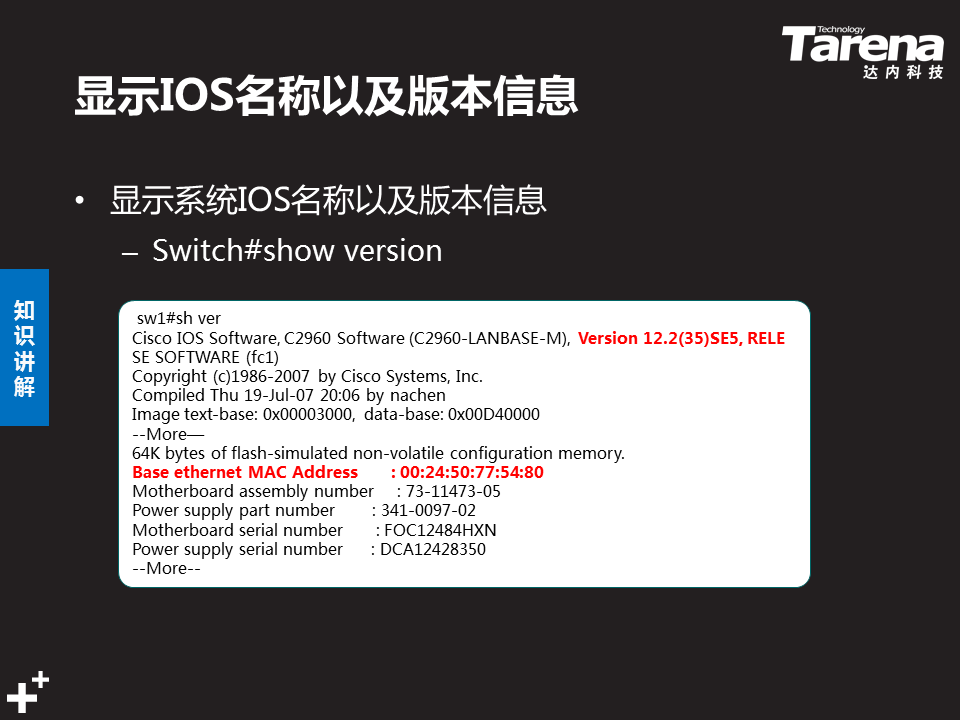 Technology
Tarena
达内科技
显示IOS名称以及版本信息
• 显示系统IOS名称以及版本信息
– Switch#show version
知识讲解
sw1#sh ver
Cisco IOS Software, C2960 Software (C2960-LANBASE-M), Version 12.2(35)SE5, RELE
SE SOFTWARE (fc1)
Copyright (c)1986-2007 by Cisco Systems, Inc.
Compiled Thu 19-Jul-07 20:06 by nachen
Image text-base: 0x00003000, data-base: 0x00D40000
--More—
64K bytes of flash-simulated non-volatile configuration memory.
Base ethernet MAC Address : 00:24:50:77:54:80
Motherboard assembly number : 73-11473-05
Power supply part number : 341-0097-02
Motherboard serial number : FOC12484HXN
Power supply serial number : DCA12428350
--More--